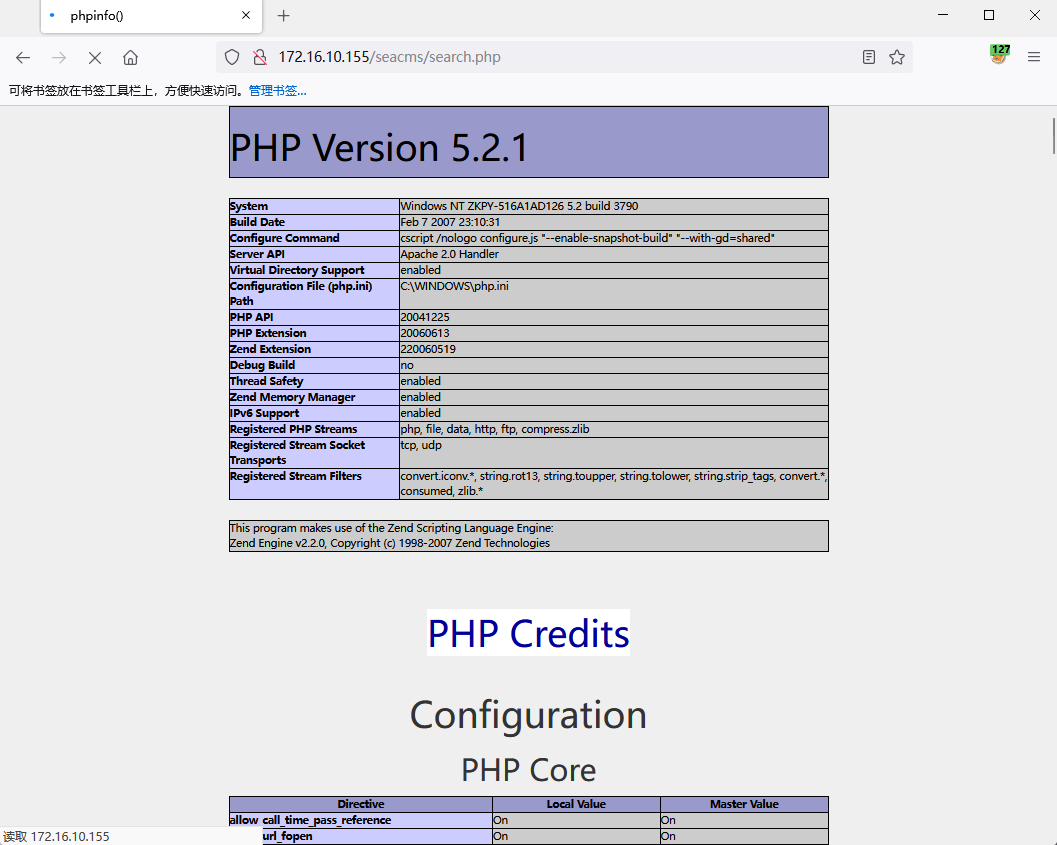 phpinfo()
172.16.10.155/seacms/search.php
127
可将书签放在书签工具栏上，方便快速访问。管理书签...
PHP Version 5.2.1
System Windows NT ZKPY-516A1AD126 5.2 build 3790
Build Date Feb 7 2007 23:10:31
Configure Command cscript /nologo configure.js "--enable-snapshot-build" "--with-gd=shared"
Server API Apache 2.0 Handler
Virtual Directory Support enabled
Configuration File (php.ini) C:\WINDOWS\php.ini
Path
PHP API 20041225
PHP Extension 20060613
Zend Extension 220060519
Debug Build no
Thread Safety enabled
Zend Memory Manager enabled
IPv6 Support enabled
Registered PHP Streams php, file, data, http, ftp, compress.zlib
Registered Stream Socket tcp, udp
Transports
Registered Stream Filters convert.iconv.*, string.rot13, string.toupper, string.tolower, string.strip_tags, convert.*,
consumed, zlib.*
This program makes use of the Zend Scripting Language Engine:
Zend Engine v2.2.0, Copyright (c) 1998-2007 Zend Technologies
PHP Credits
Configuration
PHP Core
Directive Local Value Master Value
allow_call_time_pass_reference On On
url_fopen On On
读取 172.16.10.155